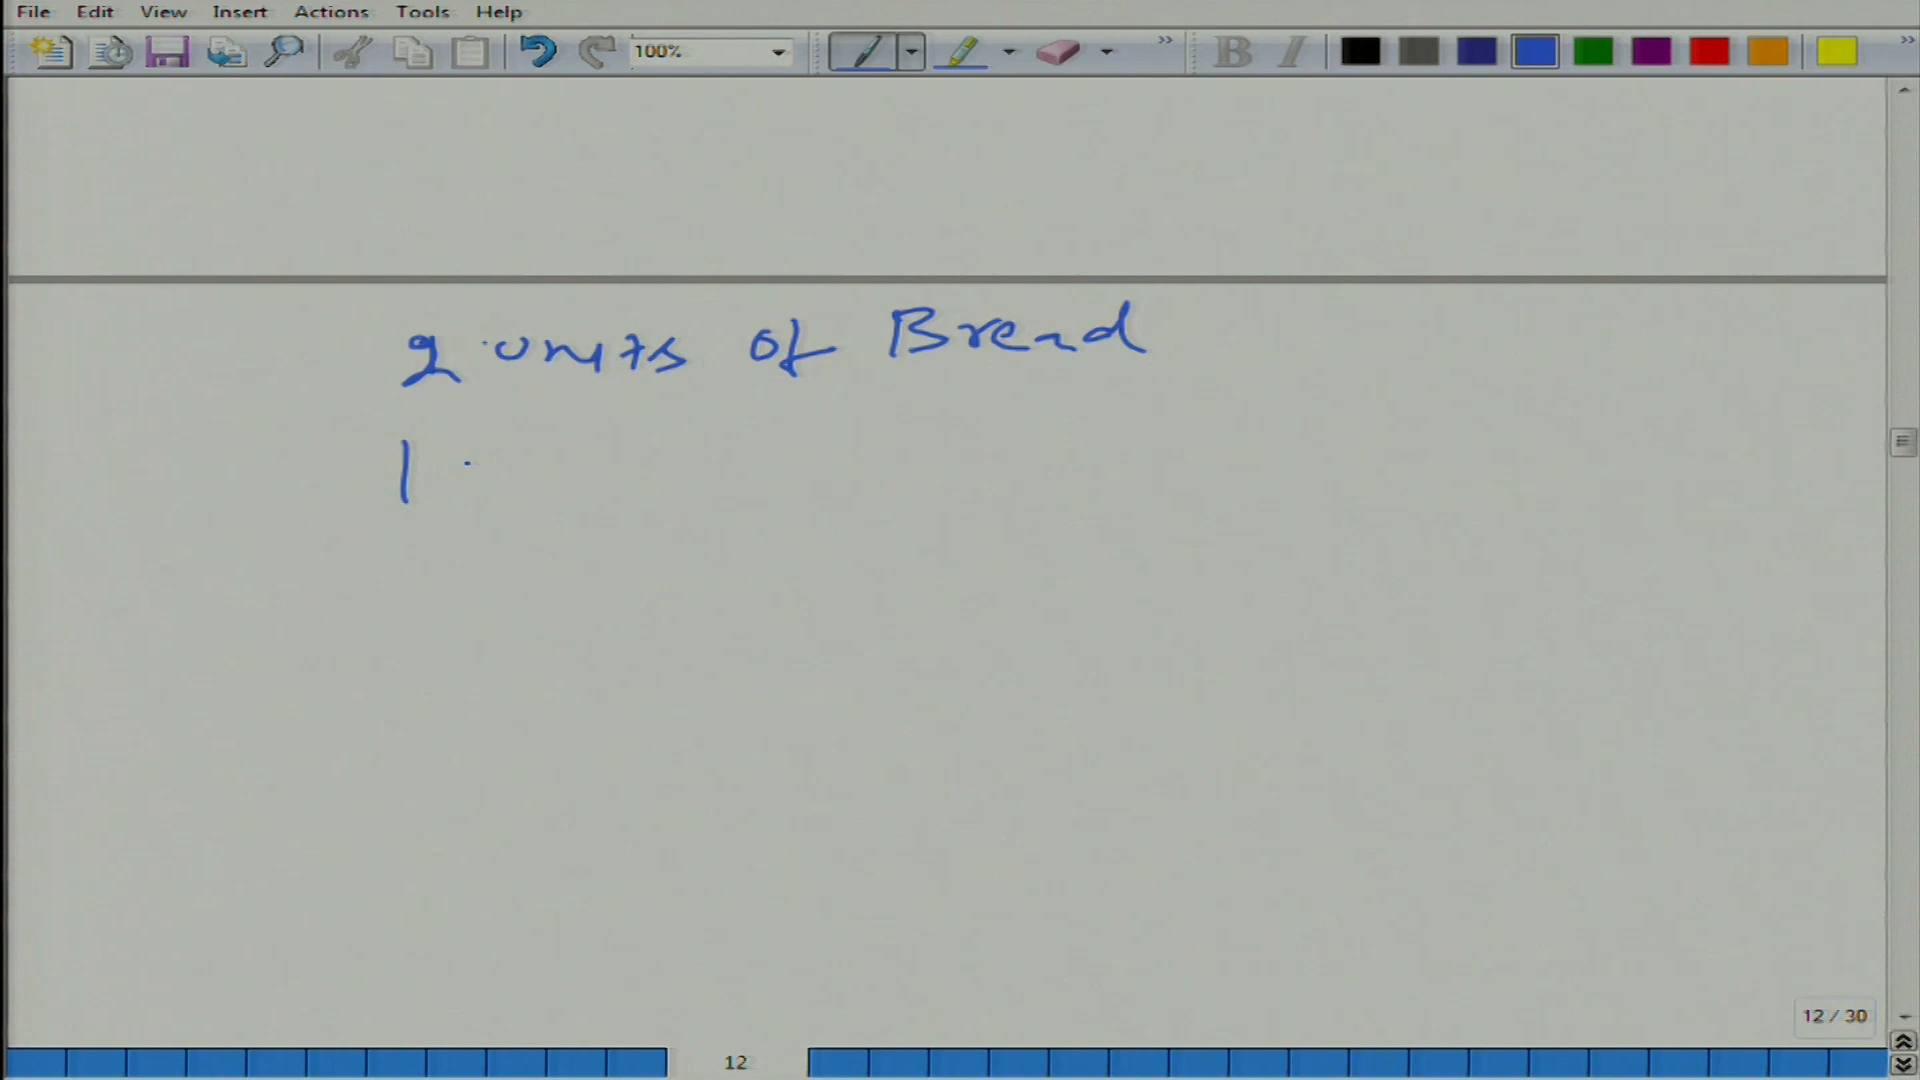 File Edit View Insert Actions Tools Help
100%
B I
2 units of Bread
1
12 / 30
12